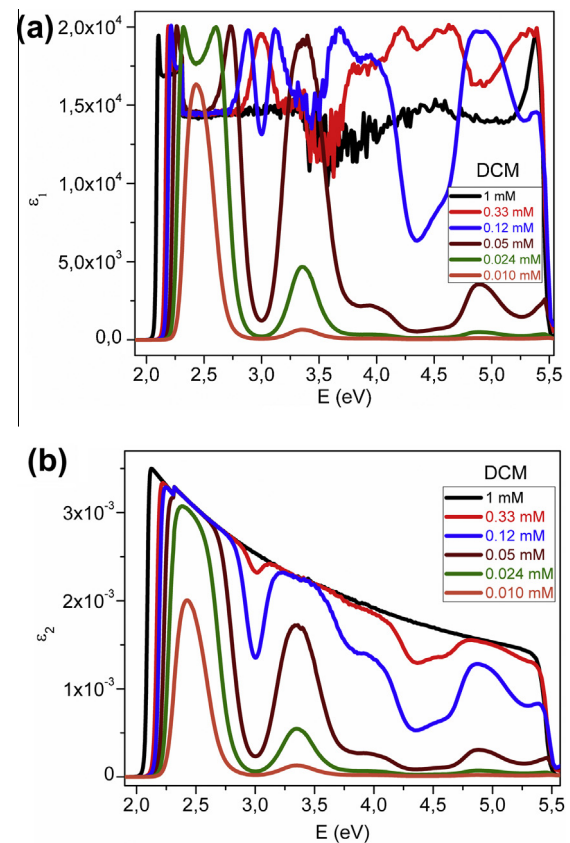 (a)
2,0x10⁴
1,5x10⁴
1,0x10⁴
5,0x10³
0,0
ε₁
DCM
1 mM
0.33 mM
0.12 mM
0.05 mM
0.024 mM
0.010 mM
2,0 2,5 3,0 3,5 4,0 4,5 5,0 5,5
E (eV)
(b)
3x10⁻³
2x10⁻³
1x10⁻³
0
ε₂
DCM
1 mM
0.33 mM
0.12 mM
0.05 mM
0.024 mM
0.010 mM
2,0 2,5 3,0 3,5 4,0 4,5 5,0 5,5
E (eV)